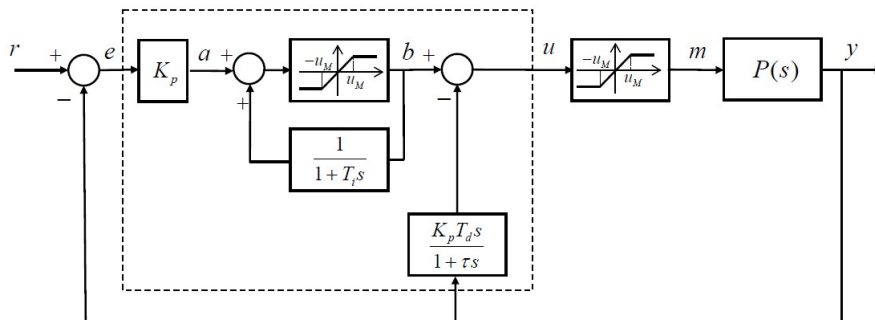 r + e K_p a + −u_M u_M b + u −u_M u_M m P(s) y
− + −
1
1 + T_i s
K_p T_d s
1 + τs